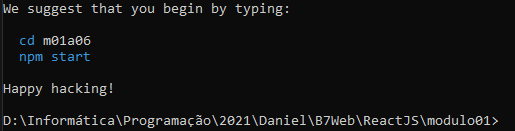 We suggest that you begin by typing:
cd m01a06
npm start
Happy hacking!
D:\Informática\Programação\2021\Daniel\B7Web\ReactJS\modulo01>